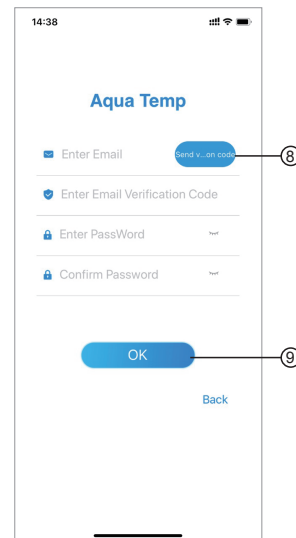 14:38
Aqua Temp
Enter Email
Send v...on code
8
Enter Email Verification Code
Enter PassWord
Confirm Password
OK
9
Back